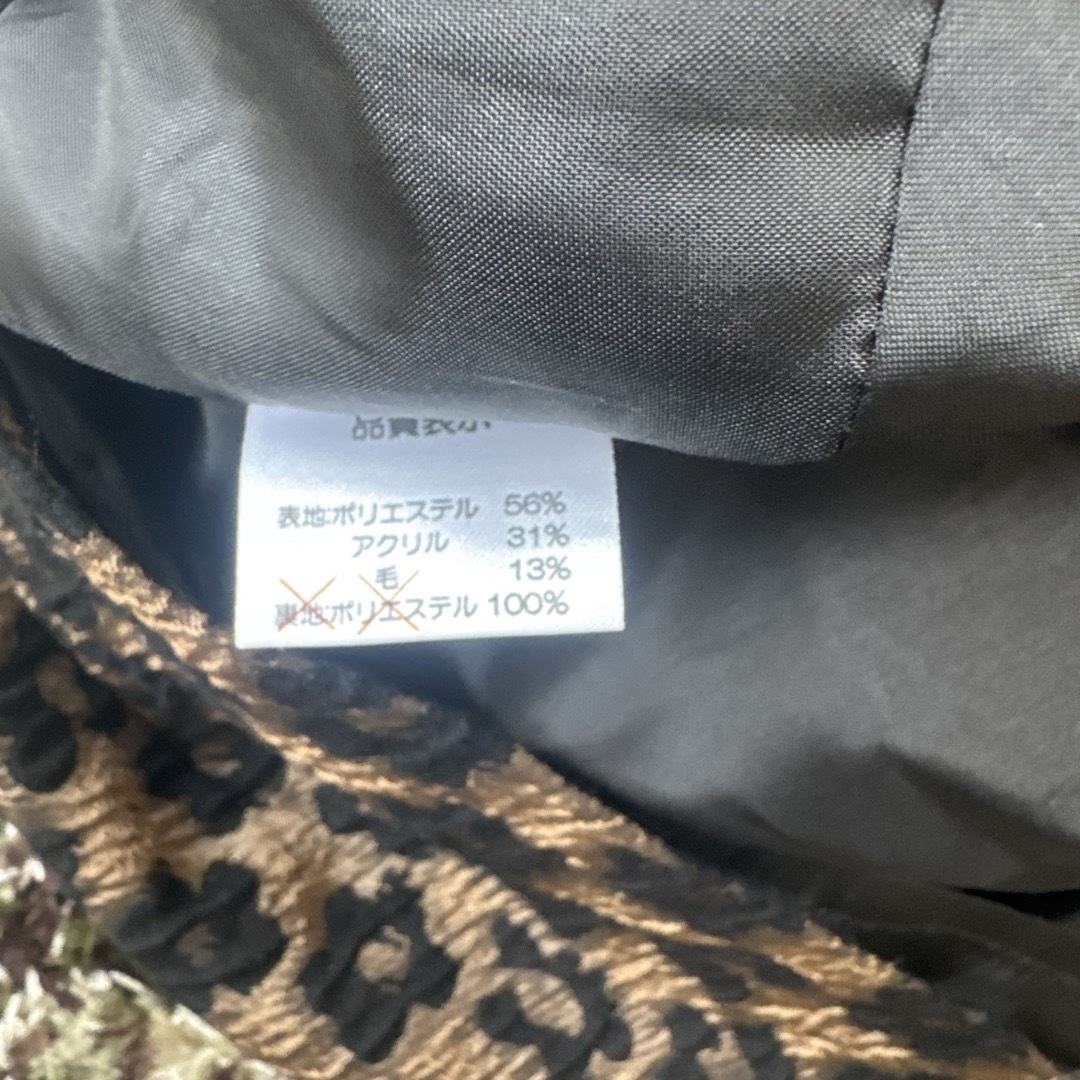 品質表示
表地:ポリエステル 56%
アクリル 31%
毛 13%
裏地:ポリエステル 100%